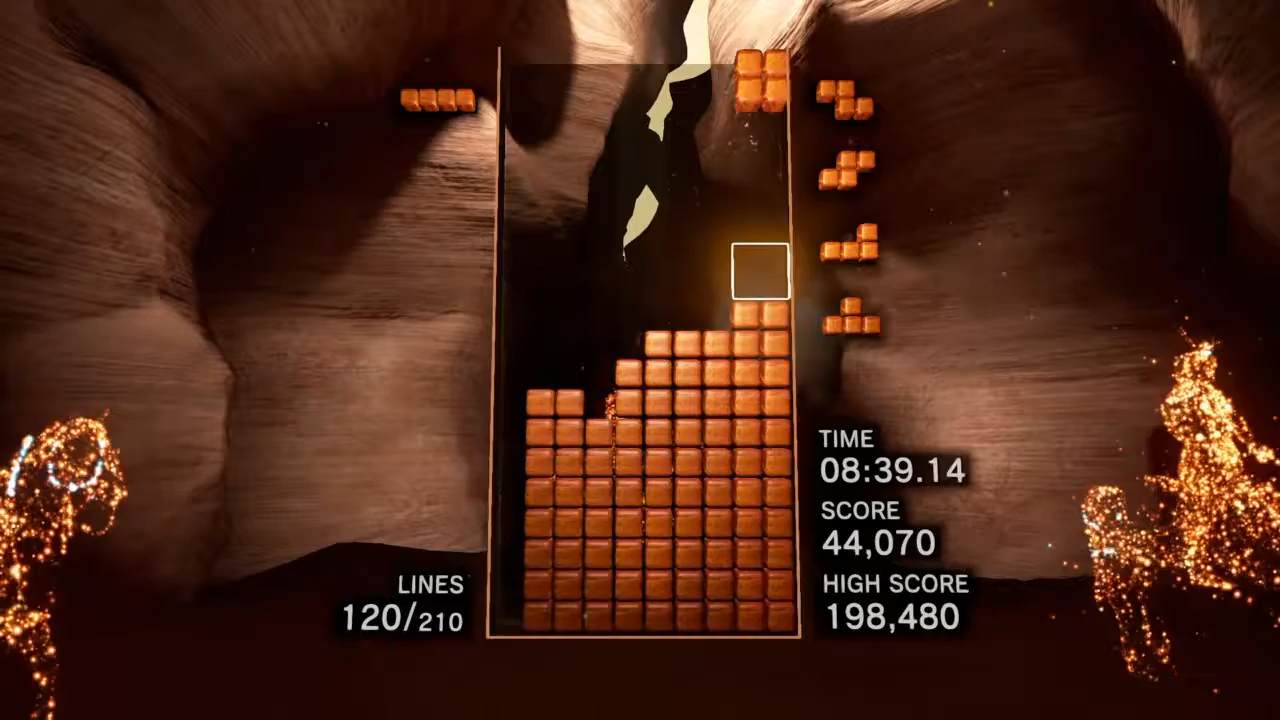 LINES
120/210
TIME
08:39.14
SCORE
44,070
HIGH SCORE
198,480